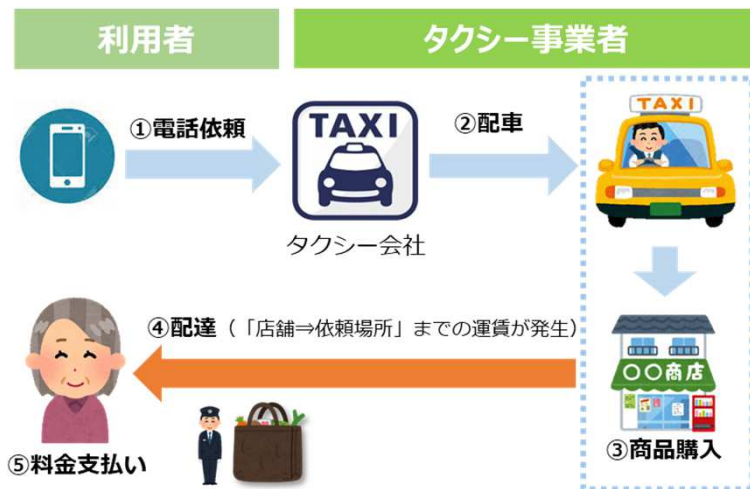 利用者
タクシー事業者
①電話依頼
TAXI
②配車
TAXI
タクシー会社
④配達（「店舗⇒依頼場所」までの運賃が発生）
〇〇商店
⑤料金支払い
③商品購入